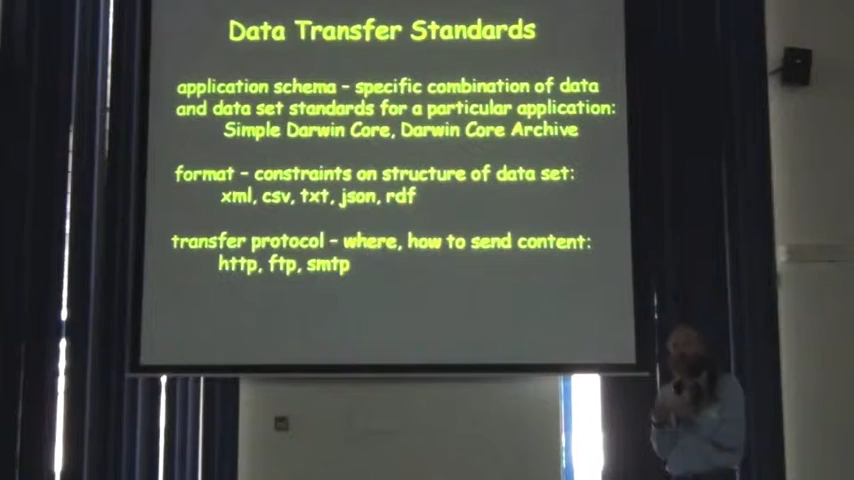 Data Transfer Standards
application schema – specific combination of data
and data set standards for a particular application:
Simple Darwin Core, Darwin Core Archive
format – constraints on structure of data set:
xml, csv, txt, json, rdf
transfer protocol – where, how to send content:
http, ftp, smtp